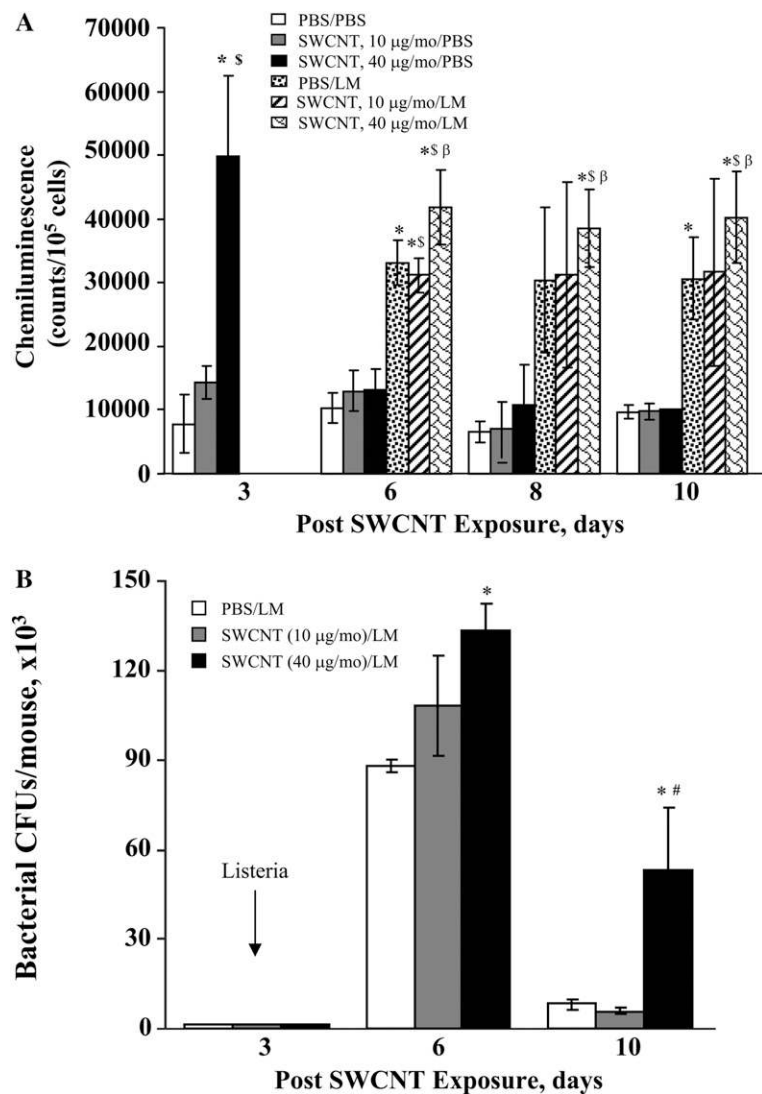 A
70000
60000
50000
40000
30000
20000
10000
0
Chemiluminescence
(counts/10⁵ cells)
PBS/PBS
SWCNT, 10 μg/mo/PBS
SWCNT, 40 μg/mo/PBS
PBS/LM
SWCNT, 10 μg/mo/LM
SWCNT, 40 μg/mo/LM
* $
*
*$
*$ β
*$ β
*
*$ β
3 6 8 10
Post SWCNT Exposure, days
B
150
120
90
60
30
0
Bacterial CFUs/mouse, x10³
PBS/LM
SWCNT (10 μg/mo)/LM
SWCNT (40 μg/mo)/LM
Listeria
*
* #
3 6 10
Post SWCNT Exposure, days